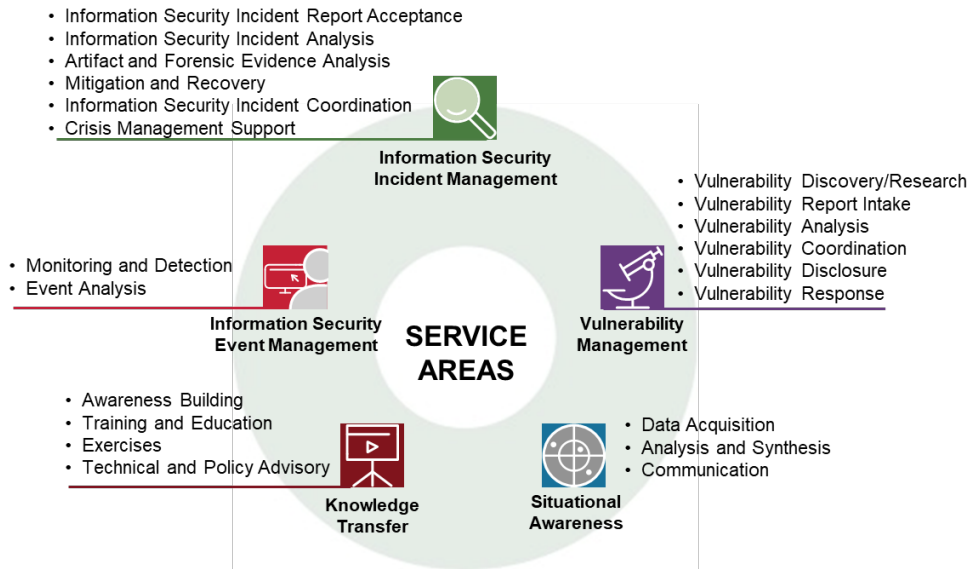 • Information Security Incident Report Acceptance
• Information Security Incident Analysis
• Artifact and Forensic Evidence Analysis
• Mitigation and Recovery
• Information Security Incident Coordination
• Crisis Management Support
Information Security
Incident Management
• Vulnerability Discovery/Research
• Vulnerability Report Intake
• Vulnerability Analysis
• Vulnerability Coordination
• Vulnerability Disclosure
• Vulnerability Response
Vulnerability
Management
• Monitoring and Detection
• Event Analysis
Information Security
Event Management
SERVICE
AREAS
• Awareness Building
• Training and Education
• Exercises
• Technical and Policy Advisory
Knowledge
Transfer
• Data Acquisition
• Analysis and Synthesis
• Communication
Situational
Awareness